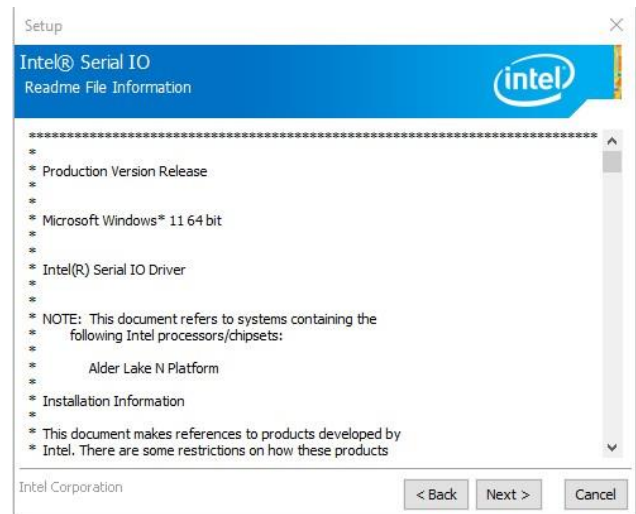 Setup
Intel® Serial IO
Readme File Information
intel
*****************************************************************************
*
* Production Version Release
*
*
* Microsoft Windows* 11 64 bit
*
*
* Intel(R) Serial IO Driver
*
*
* NOTE: This document refers to systems containing the
following Intel processors/chipsets:
*
Alder Lake N Platform
*
* Installation Information
*
* This document makes references to products developed by
* Intel. There are some restrictions on how these products
Intel Corporation
< Back Next > Cancel